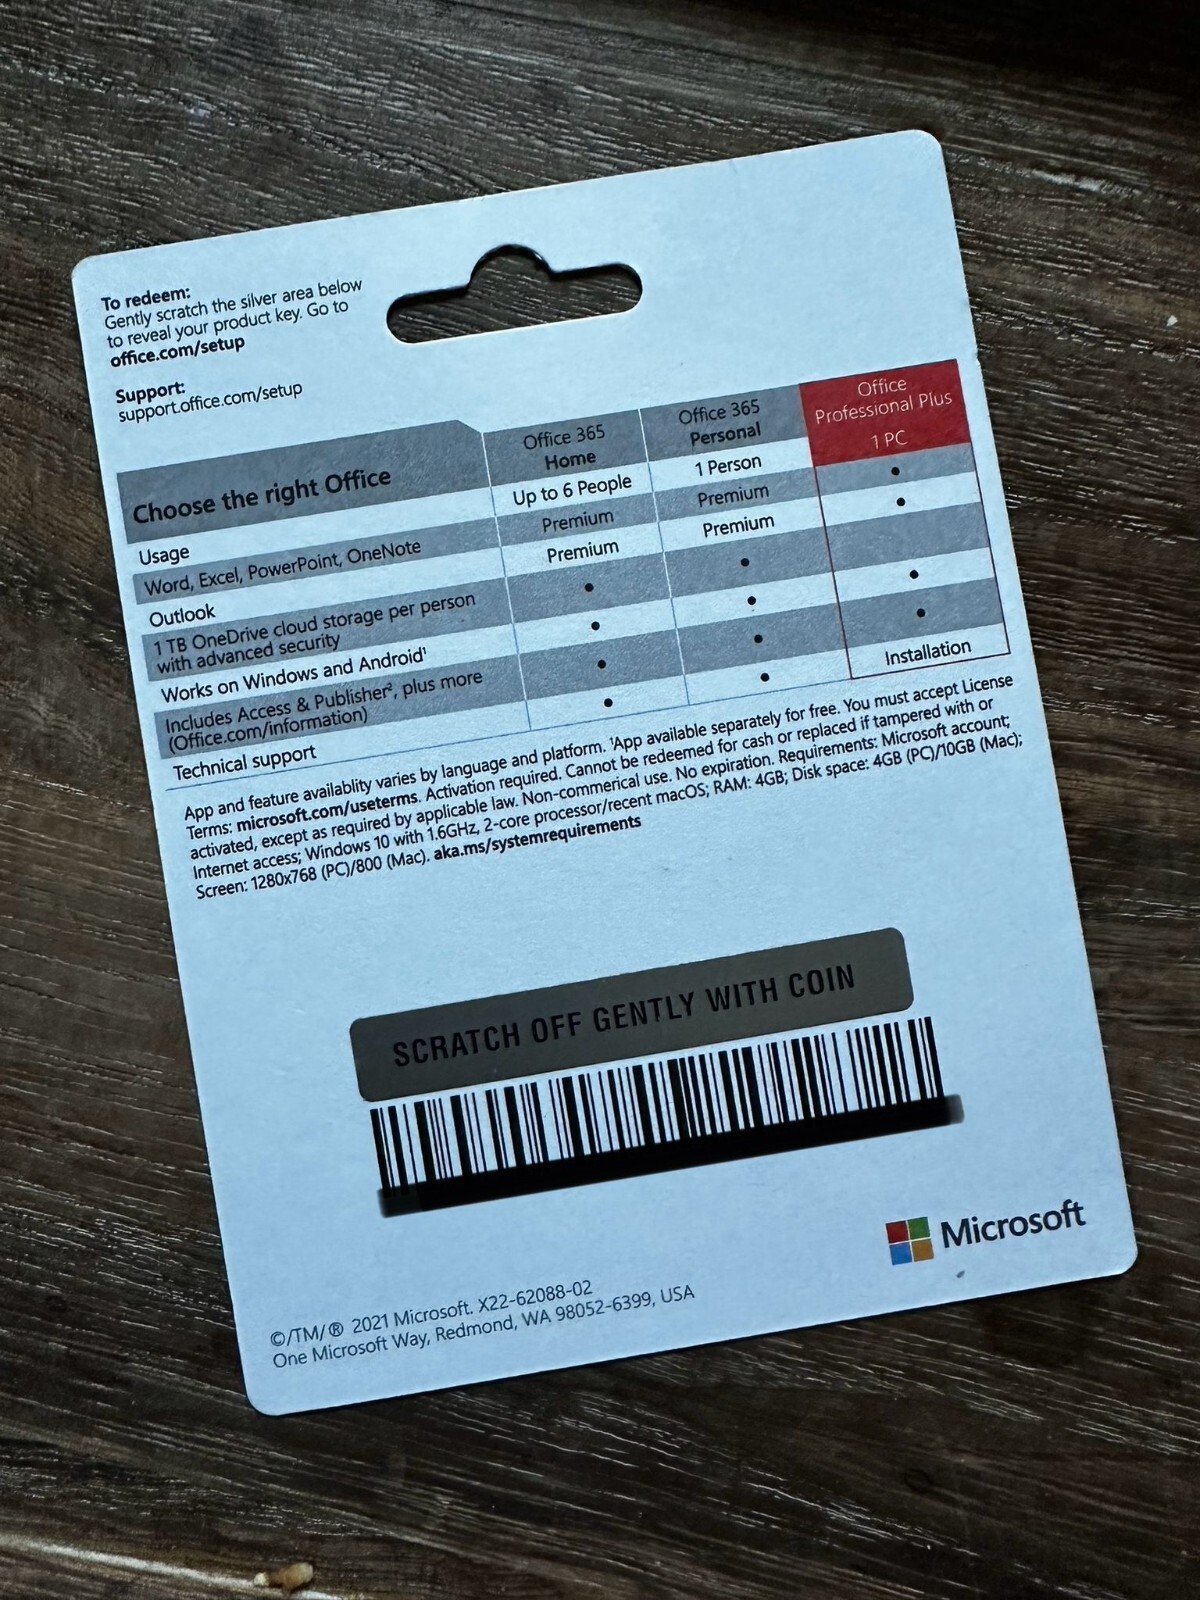 To redeem:
Gently scratch the silver area below
to reveal your product key. Go to
office.com/setup
Support:
support.office.com/setup
Choose the right Office
Office 365
Home
Office 365
Personal
Office
Professional Plus
1 PC
Usage
Up to 6 People
1 Person
Word, Excel, PowerPoint, OneNote
Premium
Premium
Outlook
Premium
Premium
1 TB OneDrive cloud storage per person
with advanced security
Works on Windows and Android¹
Includes Access & Publisher², plus more
(Office.com/information)
Technical support
Installation
App and feature availablity varies by language and platform. ¹App available separately for free. You must accept License
Terms: microsoft.com/useterms. Activation required. Cannot be redeemed for cash or replaced if tampered with or
activated, except as required by applicable law. Non-commerical use. No expiration. Requirements: Microsoft account;
Internet access; Windows 10 with 1.6GHz, 2-core processor/recent macOS; RAM: 4GB; Disk space: 4GB (PC)/10GB (Mac);
Screen: 1280x768 (PC)/800 (Mac). aka.ms/systemrequirements
SCRATCH OFF GENTLY WITH COIN
Microsoft
©/TM/® 2021 Microsoft. X22-62088-02
One Microsoft Way, Redmond, WA 98052-6399, USA